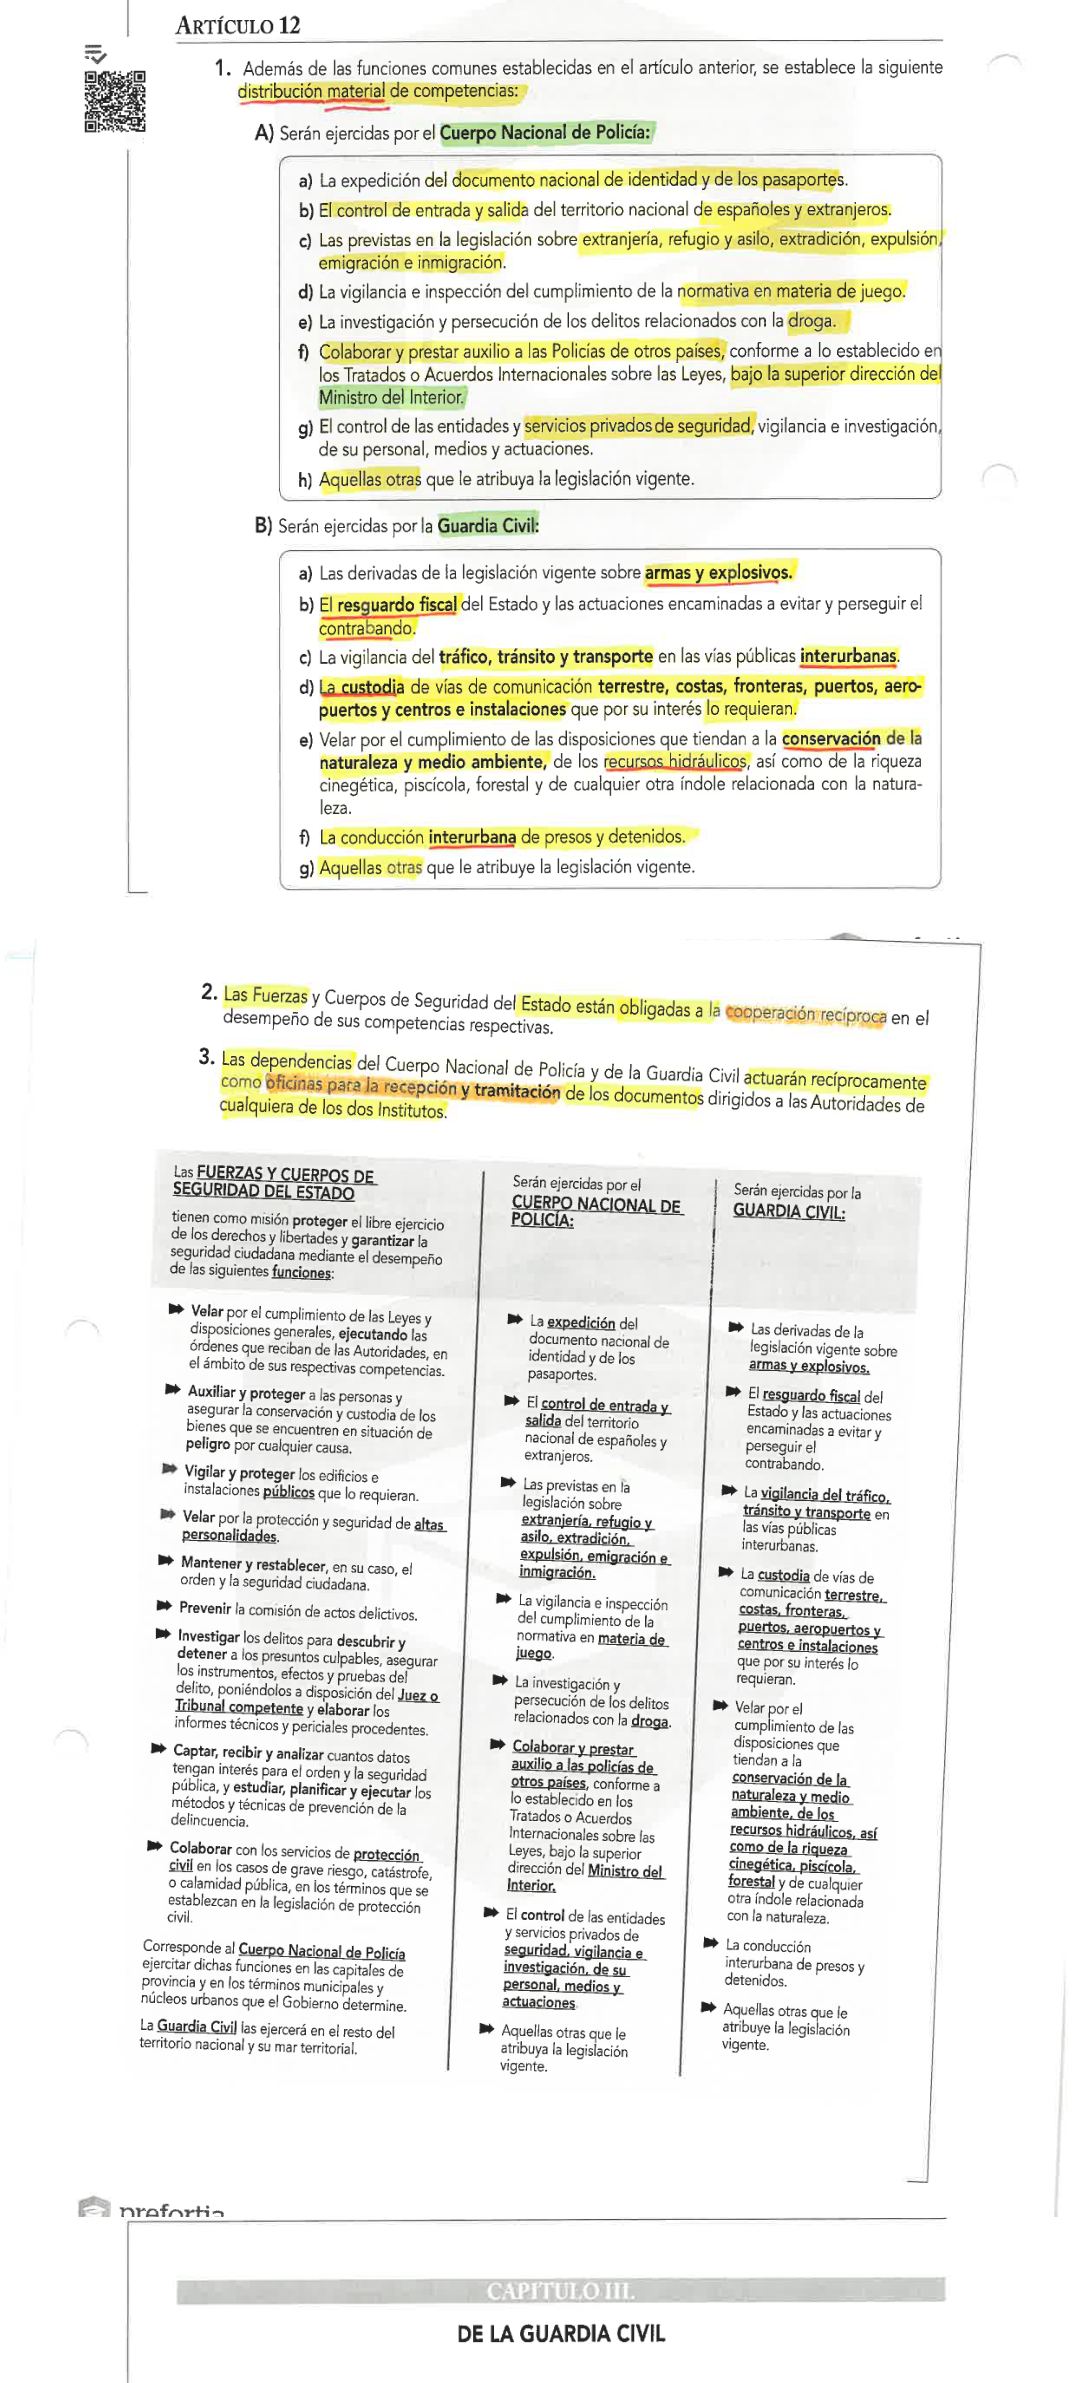 ARTÍCULO 12
1. Además de las funciones comunes establecidas en el artículo anterior, se establece la siguiente
distribución material de competencias:
A) Serán ejercidas por el Cuerpo Nacional de Policía:
a) La expedición del documento nacional de identidad y de los pasaportes.
b) El control de entrada y salida del territorio nacional de españoles y extranjeros.
c) Las previstas en la legislación sobre extranjería, refugio y asilo, extradición, expulsión,
emigración e inmigración.
d) La vigilancia e inspección del cumplimiento de la normativa en materia de juego.
e) La investigación y persecución de los delitos relacionados con la droga.
f) Colaborar y prestar auxilio a las Policías de otros países, conforme a lo establecido en
los Tratados o Acuerdos Internacionales sobre las Leyes, bajo la superior dirección del
Ministro del Interior.
g) El control de las entidades y servicios privados de seguridad, vigilancia e investigación,
de su personal, medios y actuaciones.
h) Aquellas otras que le atribuya la legislación vigente.
B) Serán ejercidas por la Guardia Civil:
a) Las derivadas de la legislación vigente sobre armas y explosivos.
b) El resguardo fiscal del Estado y las actuaciones encaminadas a evitar y perseguir el
contrabando.
c) La vigilancia del tráfico, tránsito y transporte en las vías públicas interurbanas.
d) La custodia de vías de comunicación terrestre, costas, fronteras, puertos, aero-
puertos y centros e instalaciones que por su interés lo requieran.
e) Velar por el cumplimiento de las disposiciones que tiendan a la conservación de la
naturaleza y medio ambiente, de los recursos hidráulicos, así como de la riqueza
cinegética, piscícola, forestal y de cualquier otra índole relacionada con la natura-
leza.
f) La conducción interurbana de presos y detenidos.
g) Aquellas otras que le atribuye la legislación vigente.
2. Las Fuerzas y Cuerpos de Seguridad del Estado están obligadas a la cooperación recíproca en el
desempeño de sus competencias respectivas.
3. Las dependencias del Cuerpo Nacional de Policía y de la Guardia Civil actuarán recíprocamente
como oficinas para la recepción y tramitación de los documentos dirigidos a las Autoridades de
cualquiera de los dos Institutos.
Las FUERZAS Y CUERPOS DE
SEGURIDAD DEL ESTADO
tienen como misión proteger el libre ejercicio
de los derechos y libertades y garantizar la
seguridad ciudadana mediante el desempeño
de las siguientes funciones:
Velar por el cumplimiento de las Leyes y
disposiciones generales, ejecutando las
órdenes que reciban de las Autoridades, en
el ámbito de sus respectivas competencias.
Auxiliar y proteger a las personas y
asegurar la conservación y custodia de los
bienes que se encuentren en situación de
peligro por cualquier causa.
Vigilar y proteger los edificios e
instalaciones públicos que lo requieran.
Velar por la protección y seguridad de altas
personalidades.
Mantener y restablecer, en su caso, el
orden y la seguridad ciudadana.
Prevenir la comisión de actos delictivos.
Investigar los delitos para descubrir y
detener a los presuntos culpables, asegurar
los instrumentos, efectos y pruebas del
delito, poniéndolos a disposición del Juez o
Tribunal competente y elaborar los
informes técnicos y periciales procedentes.
Captar, recibir y analizar cuantos datos
tengan interés para el orden y la seguridad
pública, y estudiar, planificar y ejecutar los
métodos y técnicas de prevención de la
delincuencia.
Colaborar con los servicios de protección
civil en los casos de grave riesgo, catástrofe,
o calamidad pública, en los términos que se
establezcan en la legislación de protección
civil.
Corresponde al Cuerpo Nacional de Policía
ejercitar dichas funciones en las capitales de
provincia y en los términos municipales y
núcleos urbanos que el Gobierno determine.
La Guardia Civil las ejercerá en el resto del
territorio nacional y su mar territorial.
Serán ejercidas por el
CUERPO NACIONAL DE
POLICÍA:
La expedición del
documento nacional de
identidad y de los
pasaportes.
El control de entrada y
salida del territorio
nacional de españoles y
extranjeros.
Las previstas en la
legislación sobre
extranjería, refugio y
asilo, extradición,
expulsión, emigración e
inmigración.
La vigilancia e inspección
del cumplimiento de la
normativa en materia de
juego.
La investigación y
persecución de los delitos
relacionados con la droga.
Colaborar y prestar
auxilio a las policías de
otros países, conforme a
lo establecido en los
Tratados o Acuerdos
Internacionales sobre las
Leyes, bajo la superior
dirección del Ministro del
Interior.
El control de las entidades
y servicios privados de
seguridad, vigilancia e
investigación, de su
personal, medios y
actuaciones
Aquellas otras que le
atribuya la legislación
vigente.
Serán ejercidas por la
GUARDIA CIVIL:
Las derivadas de la
legislación vigente sobre
armas y explosivos.
El resguardo fiscal del
Estado y las actuaciones
encaminadas a evitar y
perseguir el
contrabando.
La vigilancia del tráfico,
tránsito y transporte en
las vías públicas
interurbanas.
La custodia de vías de
comunicación terrestre,
costas, fronteras,
puertos, aeropuertos y
centros e instalaciones
que por su interés lo
requieran.
Velar por el
cumplimiento de las
disposiciones que
tiendan a la
conservación de la
naturaleza y medio
ambiente, de los
recursos hidráulicos, así
como de la riqueza
cinegética, piscícola,
forestal y de cualquier
otra índole relacionada
con la naturaleza.
La conducción
interurbana de presos y
detenidos.
Aquellas otras que le
atribuye la legislación
vigente.
prefortia
CAPITULO III.
DE LA GUARDIA CIVIL